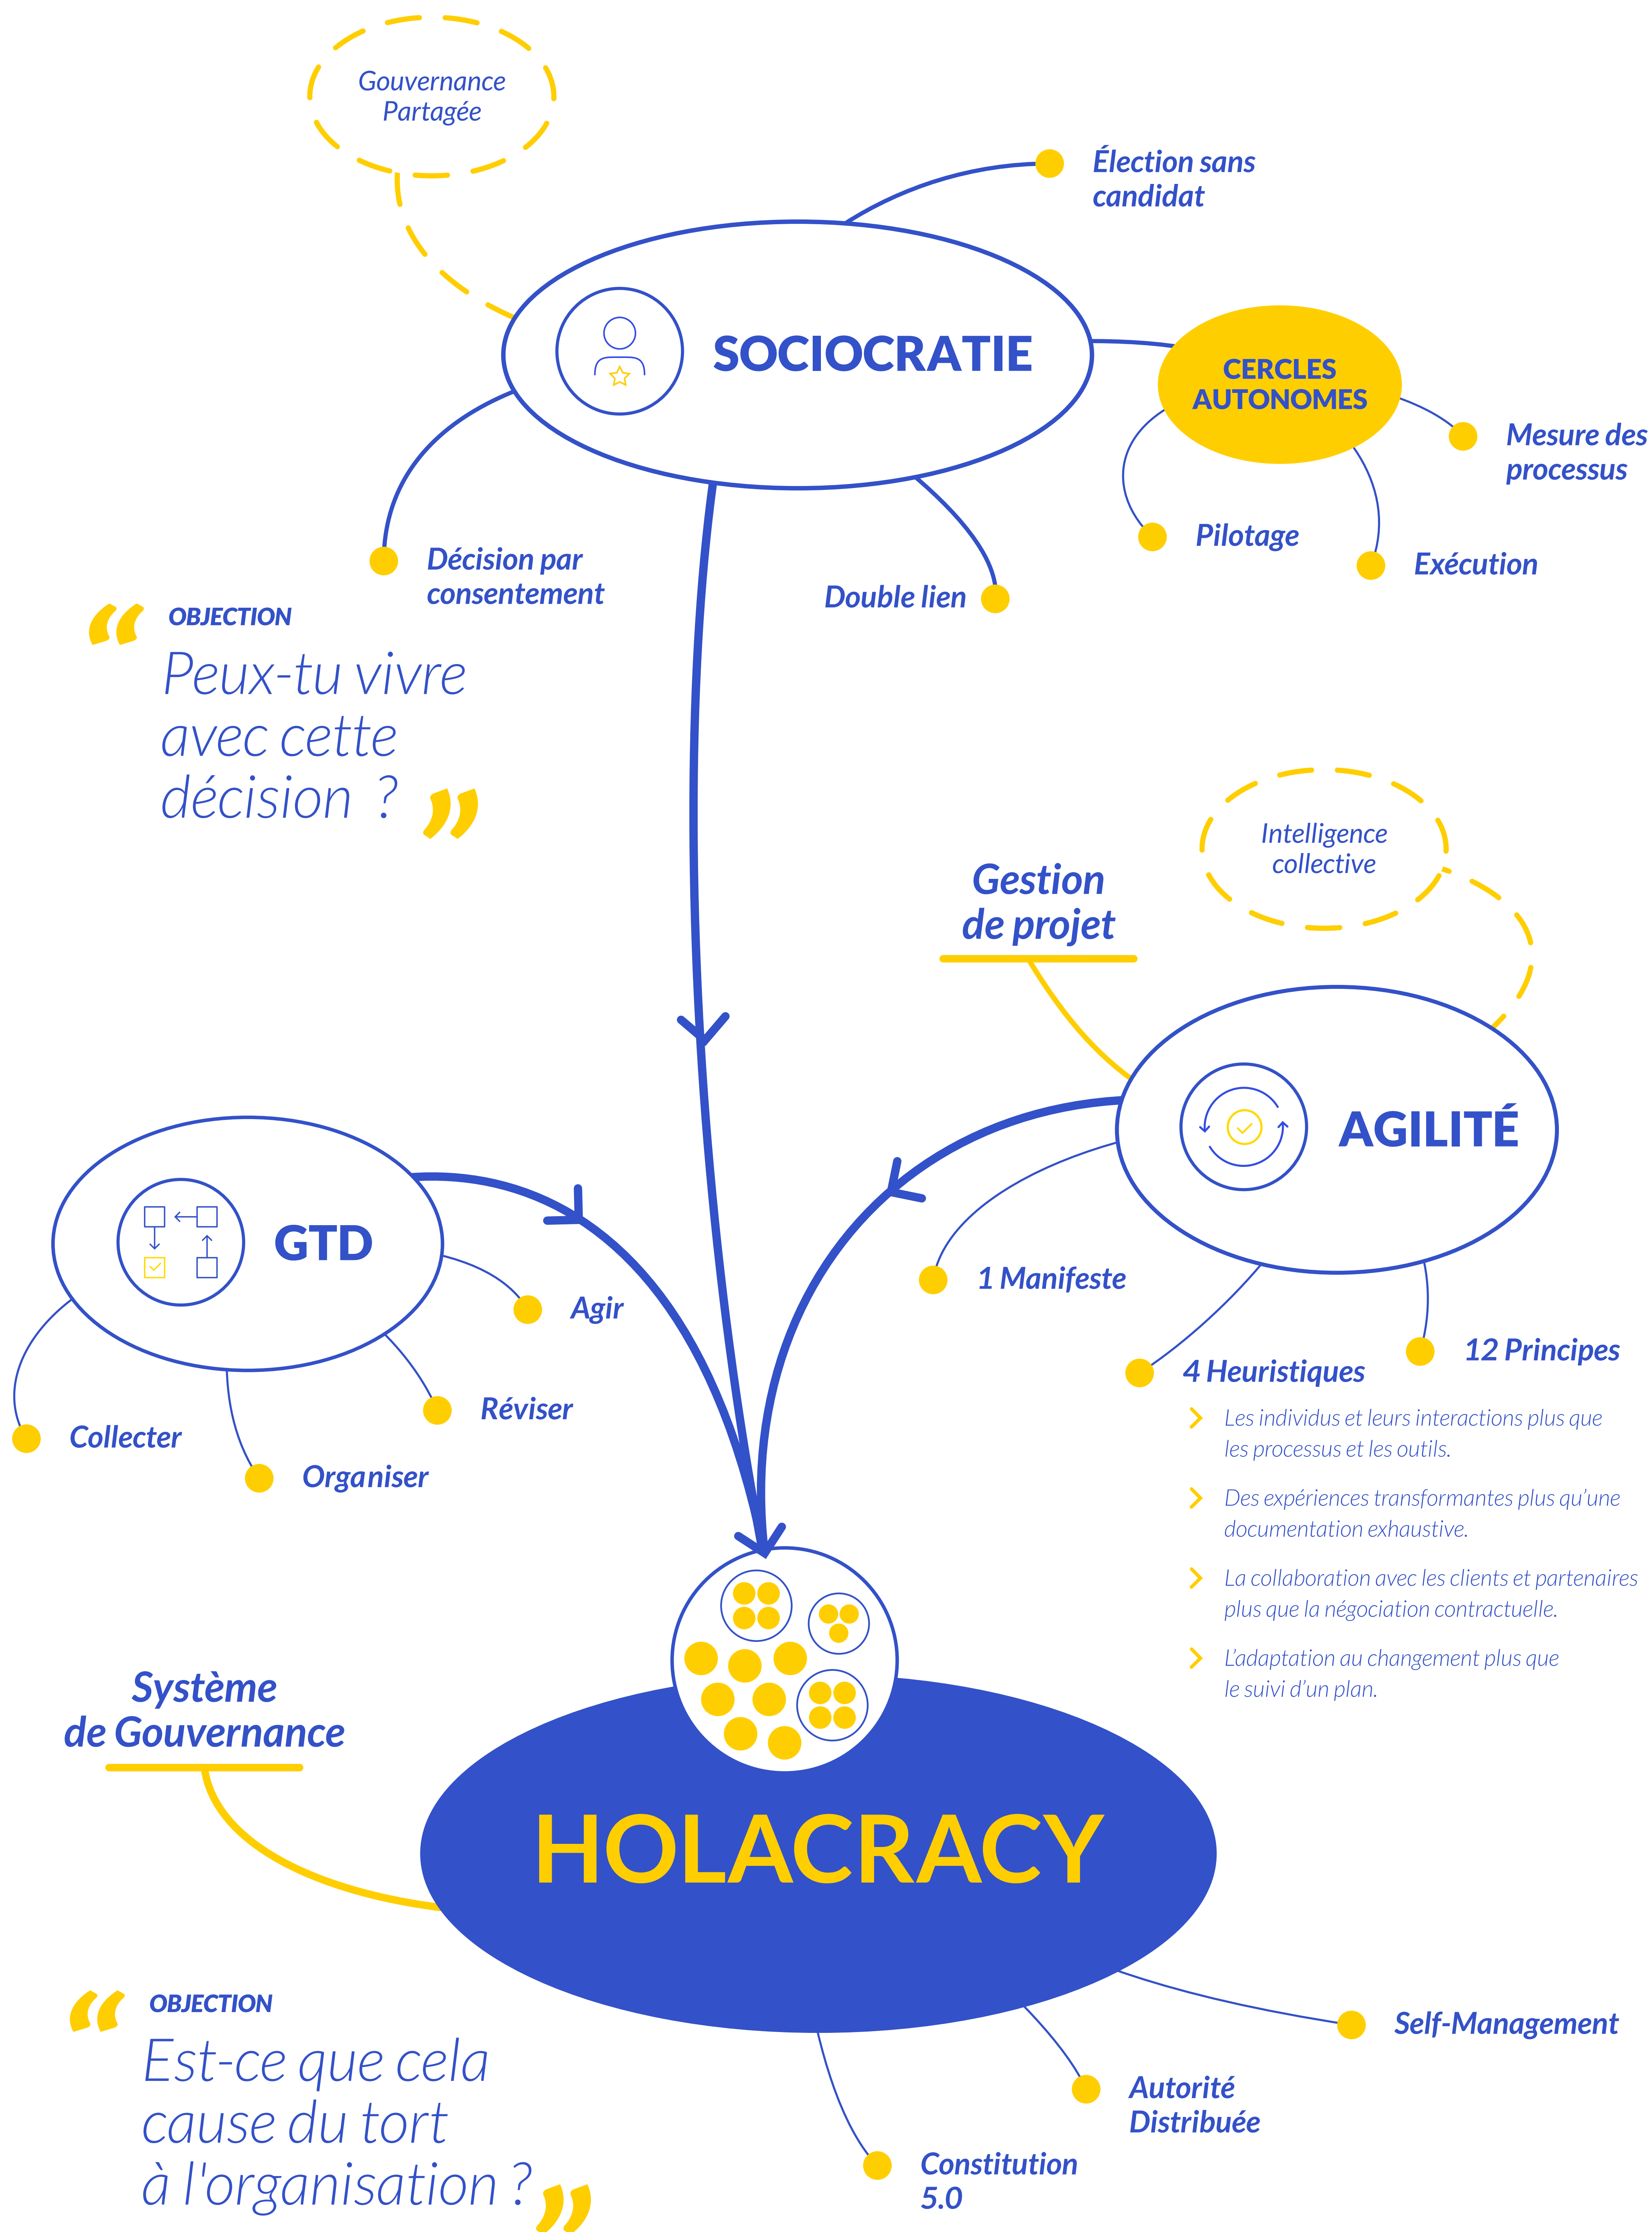 Gouvernance
Partagée
Élection sans
candidat
SOCIOCRATIE
CERCLES
AUTONOMES
Mesure des
processus
Pilotage
Exécution
Décision par
consentement
Double lien
“ OBJECTION
Peux-tu vivre
avec cette
décision ? ”
Intelligence
collective
Gestion
de projet
AGILITÉ
GTD
1 Manifeste
Agir
12 Principes
4 Heuristiques
Réviser
Collecter
Organiser
Les individus et leurs interactions plus que
les processus et les outils.
Des expériences transformantes plus qu’une
documentation exhaustive.
La collaboration avec les clients et partenaires
plus que la négociation contractuelle.
L’adaptation au changement plus que
le suivi d’un plan.
Système
de Gouvernance
HOLACRACY
“ OBJECTION
Est-ce que cela
cause du tort
à l'organisation ? ”
Self-Management
Autorité
Distribuée
Constitution
5.0